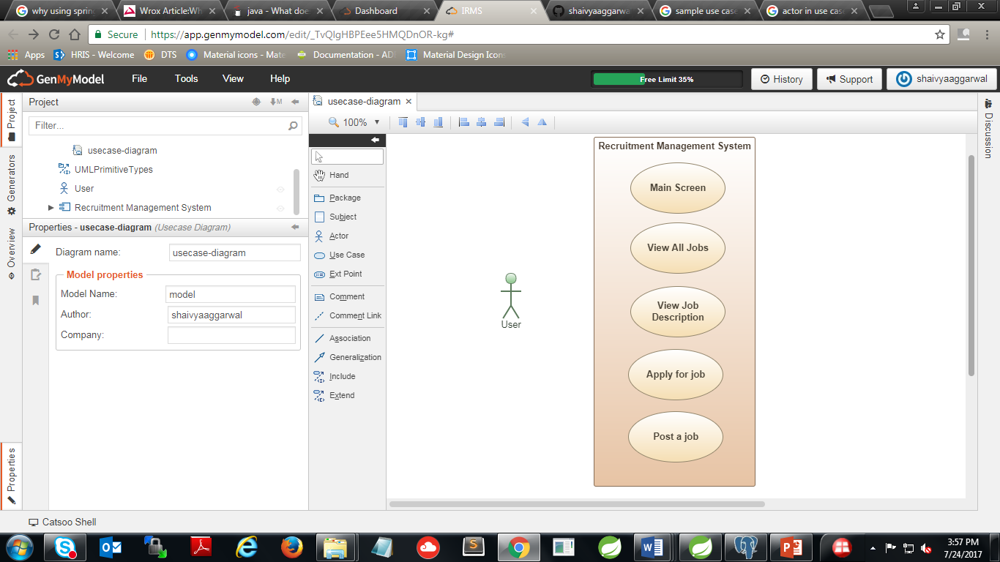 why using spring
Wrox Article:Wh
java - What doe
Dashboard
IRMS
shaivyaaggarwa
sample use case
actor in use case
Secure
https://app.genmymodel.com/edit/_TvQIgHBPEee5HMQDnOR-kg#
Apps
HRIS - Welcome
DTS
Material icons - Mate
Documentation - AD
Material Design Icons
GenMyModel
File
Tools
View
Help
Free Limit 35%
History
Support
shaivyaaggarwal
Project
Generators
Overview
Properties
Project
M
Filter...
usecase-diagram
UMLPrimitiveTypes
User
Recruitment Management System
Properties - usecase-diagram (Usecase Diagram)
Diagram name:
usecase-diagram
Model properties
Model Name:
model
Author:
shaivyaaggarwal
Company:
usecase-diagram
100%
Hand
Package
Subject
Actor
Use Case
Ext Point
Comment
Comment Link
Association
Generalization
Include
Extend
User
Recruitment Management System
Main Screen
View All Jobs
View Job
Description
Apply for job
Post a job
Discussion
Catsoo Shell
3:57 PM
7/24/2017